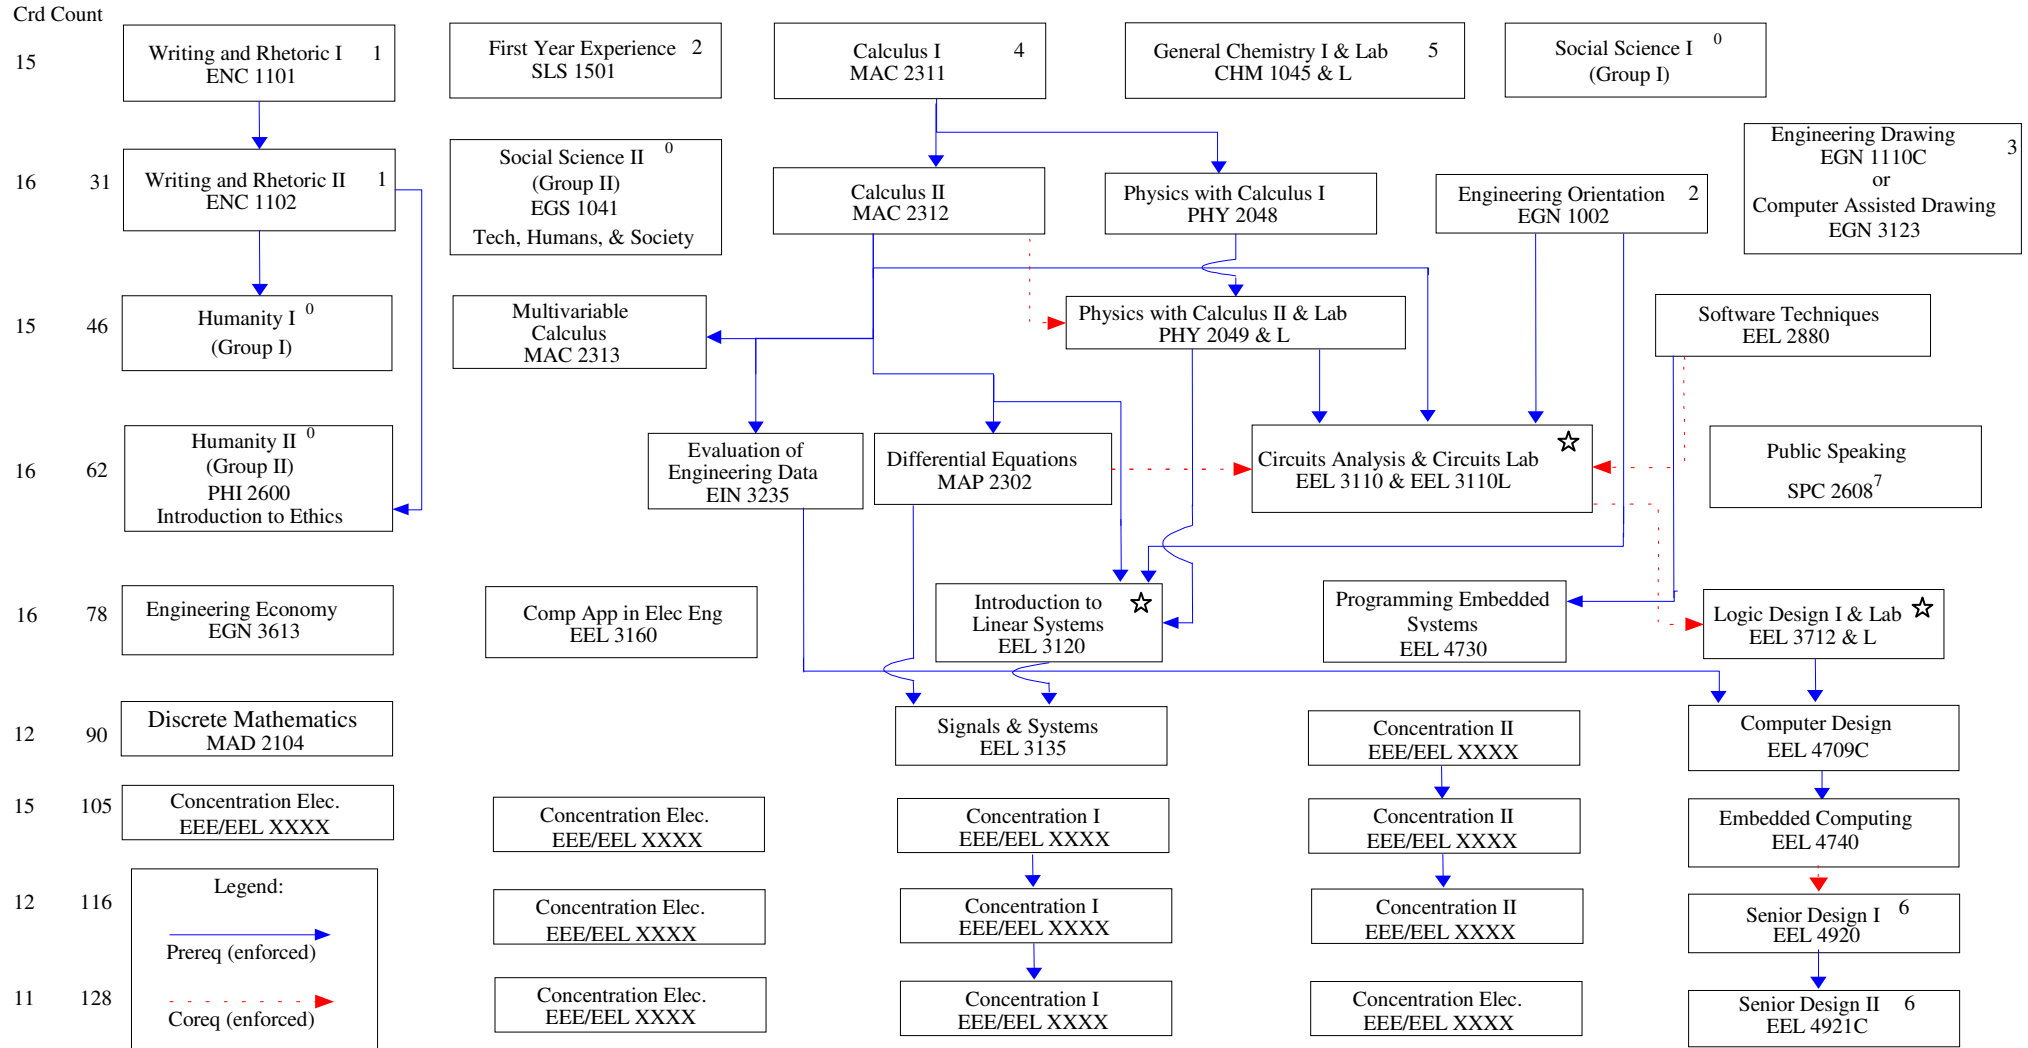 Crd Count
15
Writing and Rhetoric I 1
ENC 1101
First Year Experience 2
SLS 1501
Calculus I 4
MAC 2311
General Chemistry I & Lab 5
CHM 1045 & L
Social Science I 0
(Group I)
16 31
Writing and Rhetoric II 1
ENC 1102
Social Science II 0
(Group II)
EGS 1041
Tech, Humans, & Society
Calculus II
MAC 2312
Physics with Calculus I
PHY 2048
Engineering Orientation 2
EGN 1002
Engineering Drawing 3
EGN 1110C
or
Computer Assisted Drawing
EGN 3123
15 46
Humanity I 0
(Group I)
Multivariable
Calculus
MAC 2313
Physics with Calculus II & Lab
PHY 2049 & L
Software Techniques
EEL 2880
16 62
Humanity II 0
(Group II)
PHI 2600
Introduction to Ethics
Evaluation of
Engineering Data
EIN 3235
Differential Equations
MAP 2302
Circuits Analysis & Circuits Lab
EEL 3110 & EEL 3110L
Public Speaking
SPC 2608 7
16 78
Engineering Economy
EGN 3613
Comp App in Elec Eng
EEL 3160
Introduction to
Linear Systems
EEL 3120
Programming Embedded
Systems
EEL 4730
Logic Design I & Lab
EEL 3712 & L
12 90
Discrete Mathematics
MAD 2104
Signals & Systems
EEL 3135
Concentration II
EEE/EEL XXXX
Computer Design
EEL 4709C
15 105
Concentration Elec.
EEE/EEL XXXX
Concentration Elec.
EEE/EEL XXXX
Concentration I
EEE/EEL XXXX
Concentration II
EEE/EEL XXXX
Embedded Computing
EEL 4740
12 116
Concentration Elec.
EEE/EEL XXXX
Concentration I
EEE/EEL XXXX
Concentration II
EEE/EEL XXXX
Senior Design I 6
EEL 4920
11 128
Concentration Elec.
EEE/EEL XXXX
Concentration I
EEE/EEL XXXX
Concentration Elec.
EEE/EEL XXXX
Senior Design II 6
EEL 4921C
Legend:
Prereq (enforced)
Coreq (enforced)